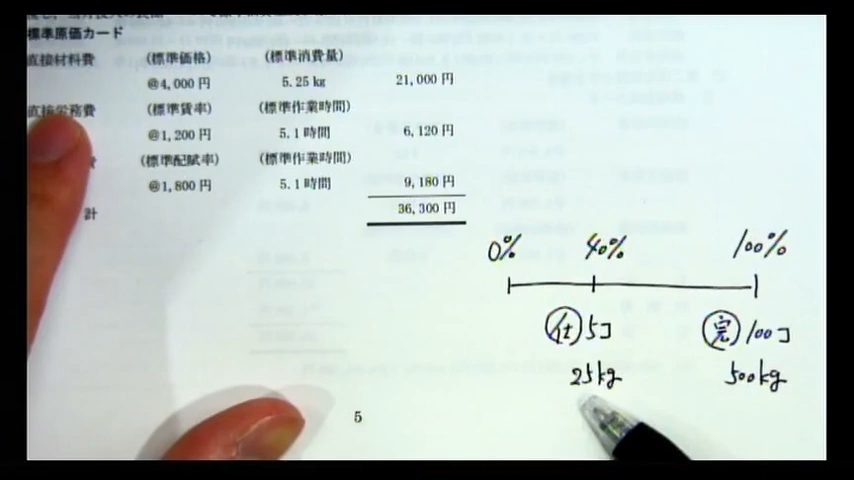 標準原価カード
直接材料費 (標準価格) (標準消費量)
@4,000円 5.25 kg 21,000円
直接労務費 (標準賃率) (標準作業時間)
@1,200円 5.1時間 6,120円
費 (標準配賦率) (標準作業時間)
@1,800円 5.1時間 9,180円
計 36,300円
0% 40% 100%
仕 5コ 完 100コ
25kg 500kg
5